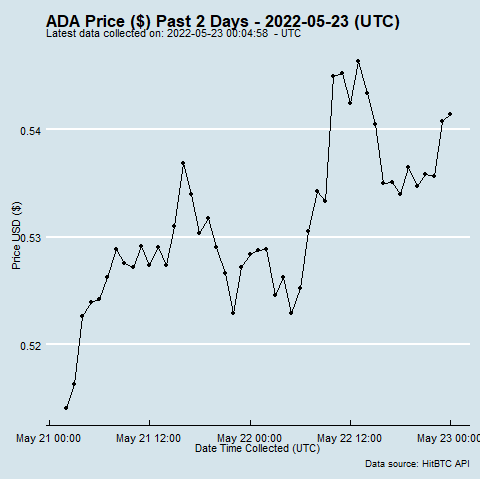 ADA Price ($) Past 2 Days - 2022-05-23 (UTC)
Latest data collected on: 2022-05-23 00:04:58 - UTC
0.54
0.53
0.52
Price USD ($)
May 21 00:00 May 21 12:00 May 22 00:00 May 22 12:00 May 23 00:00
Date Time Collected (UTC)
Data source: HitBTC API